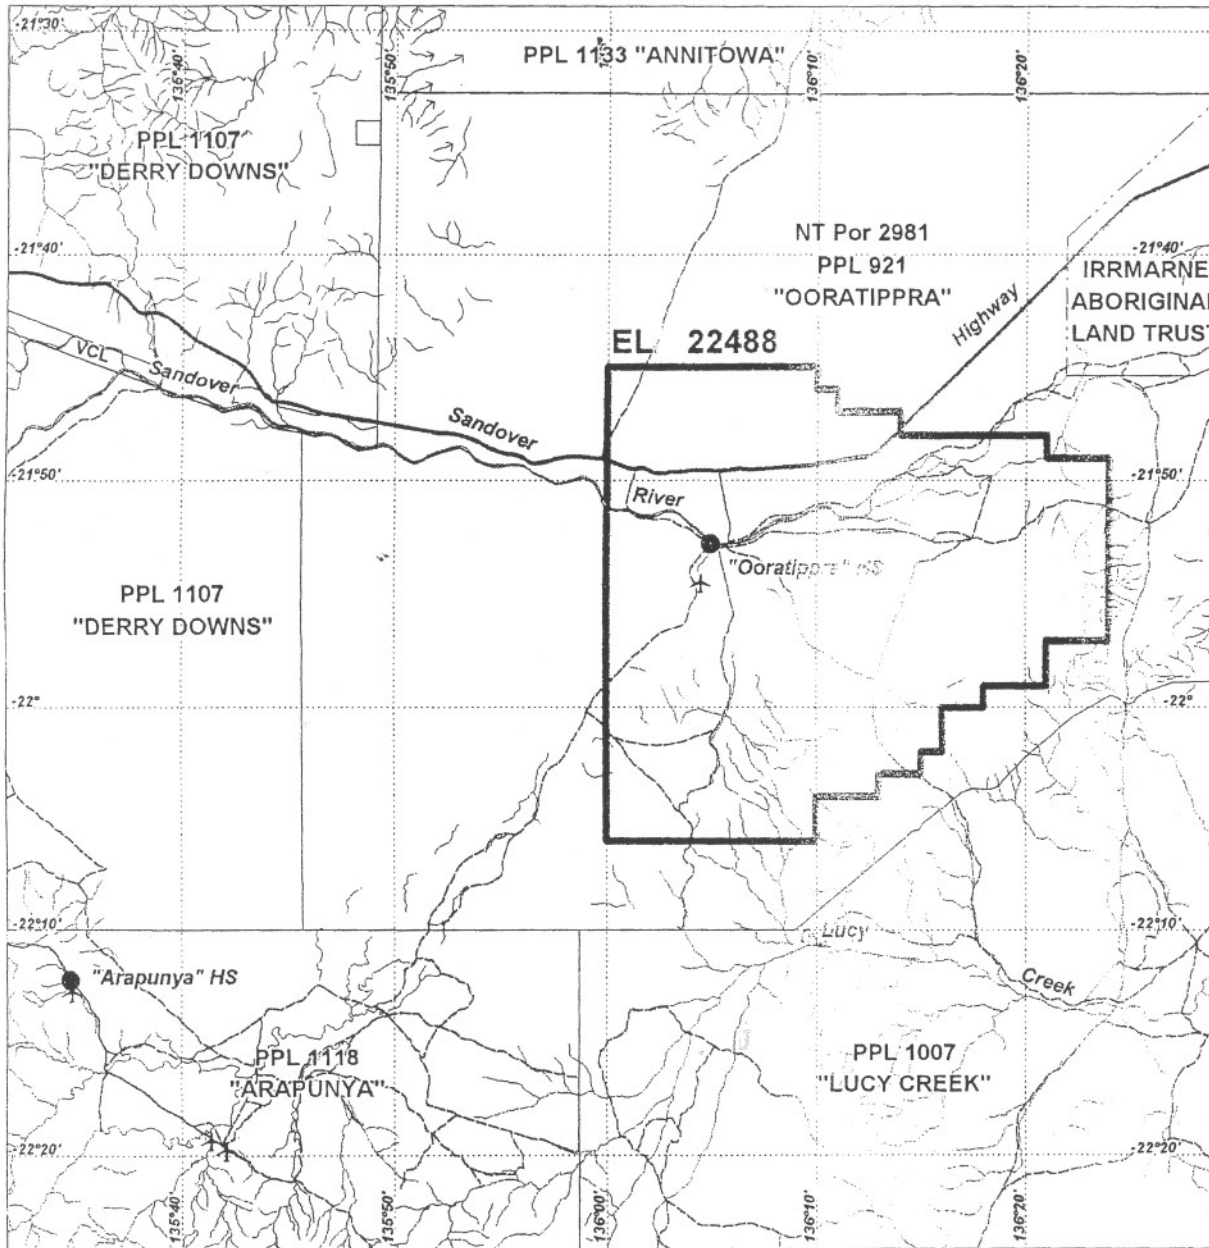 -21°30'
135°40'
135°50'
PPL 1133 "ANNITOWA"
136°10'
136°20'
PPL 1107
"DERRY DOWNS"
-21°40'
NT Por 2981
PPL 921
"OORATIPPRA"
-21°40'
IRRMARNE
ABORIGINAL
LAND TRUST
Highway
EL 22488
VCL
Sandover
Sandover
-21°50'
River
-21°50'
"Ooratippra" HS
PPL 1107
"DERRY DOWNS"
-22°
-22°
-22°10'
-22°10'
Lucy
"Arapunya" HS
Creek
PPL 1118
"ARAPUNYA"
PPL 1007
"LUCY CREEK"
-22°20'
-22°20'
135°40'
135°50'
136°00'
136°10'
136°20'